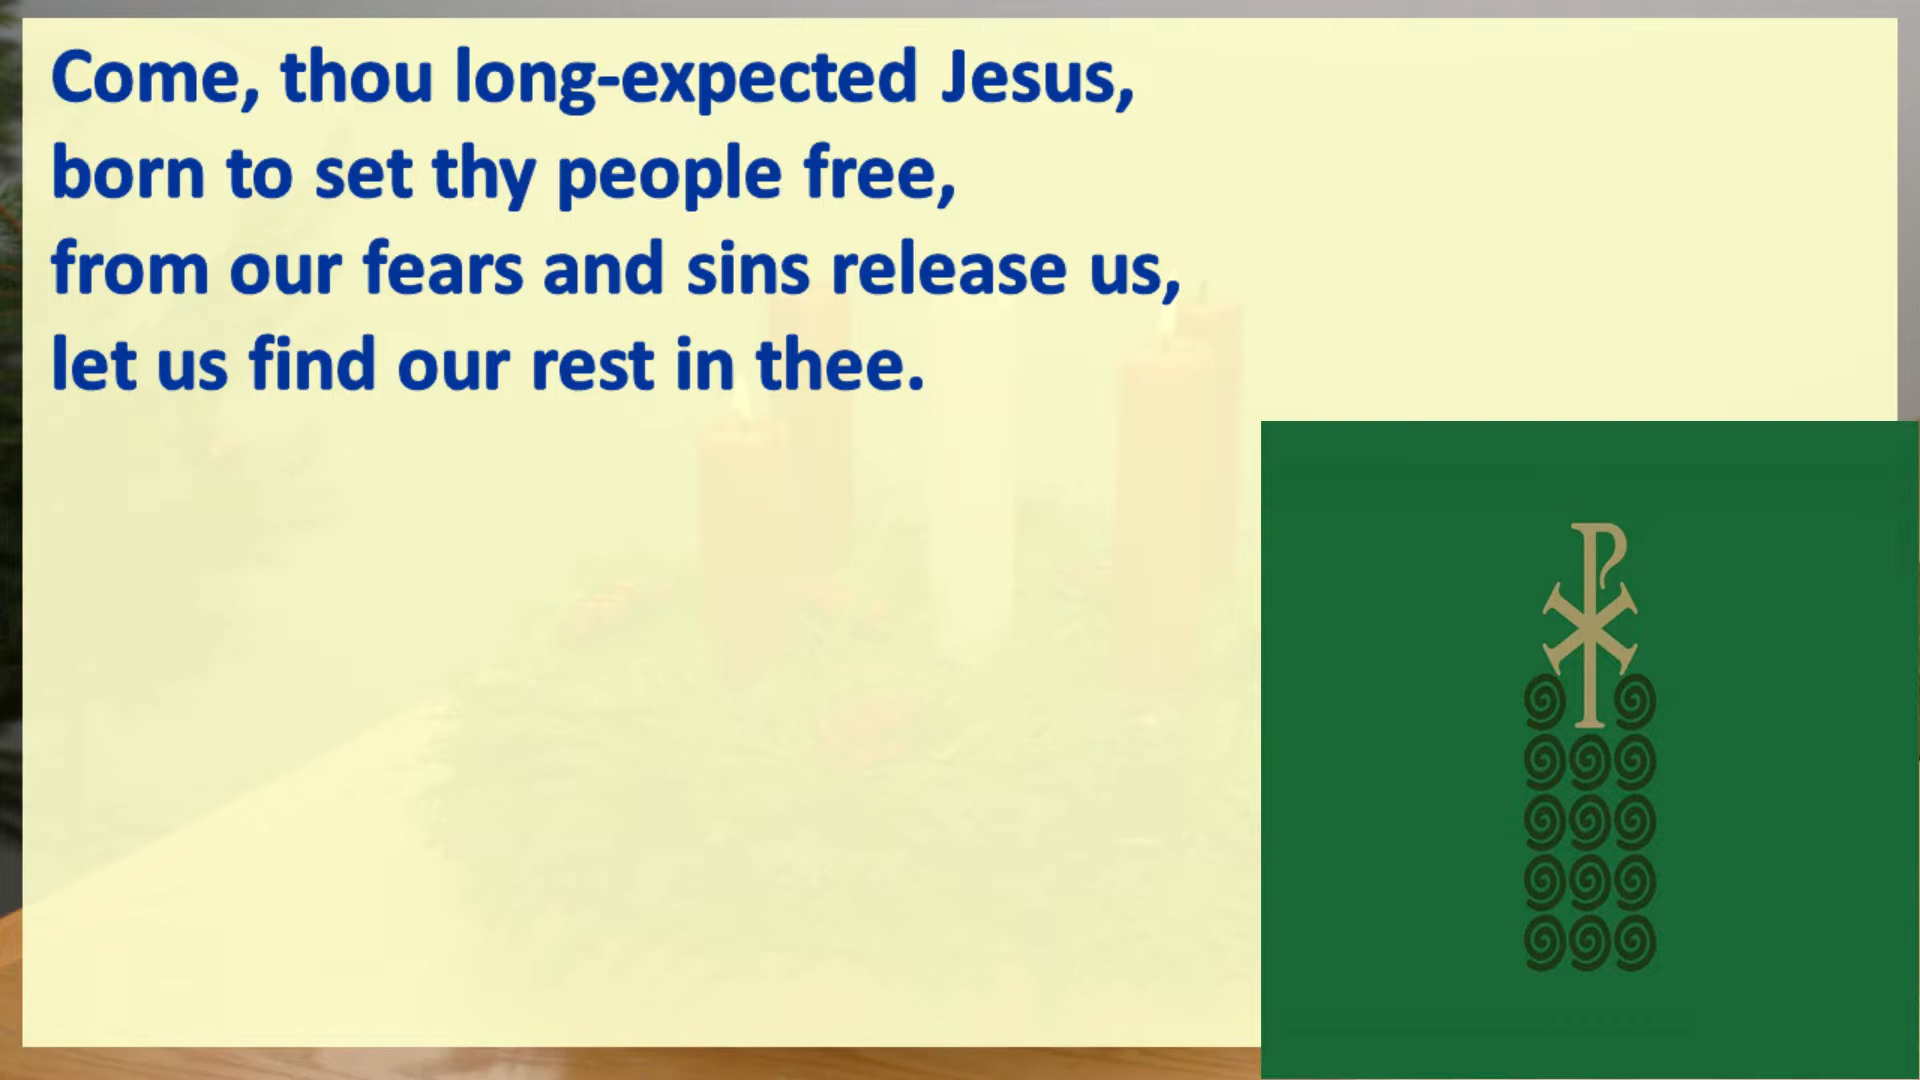 Come, thou long-expected Jesus,
born to set thy people free,
from our fears and sins release us,
let us find our rest in thee.